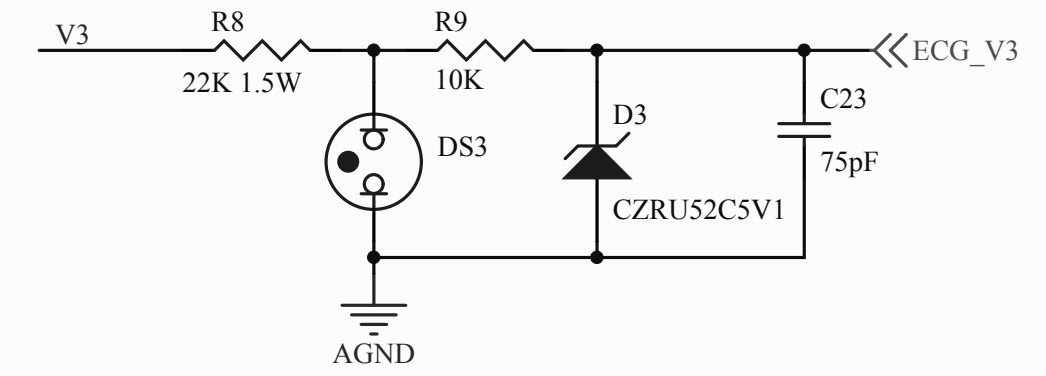 V3
R8
22K 1.5W
R9
10K
DS3
D3
CZRU52C5V1
C23
75pF
ECG_V3
AGND